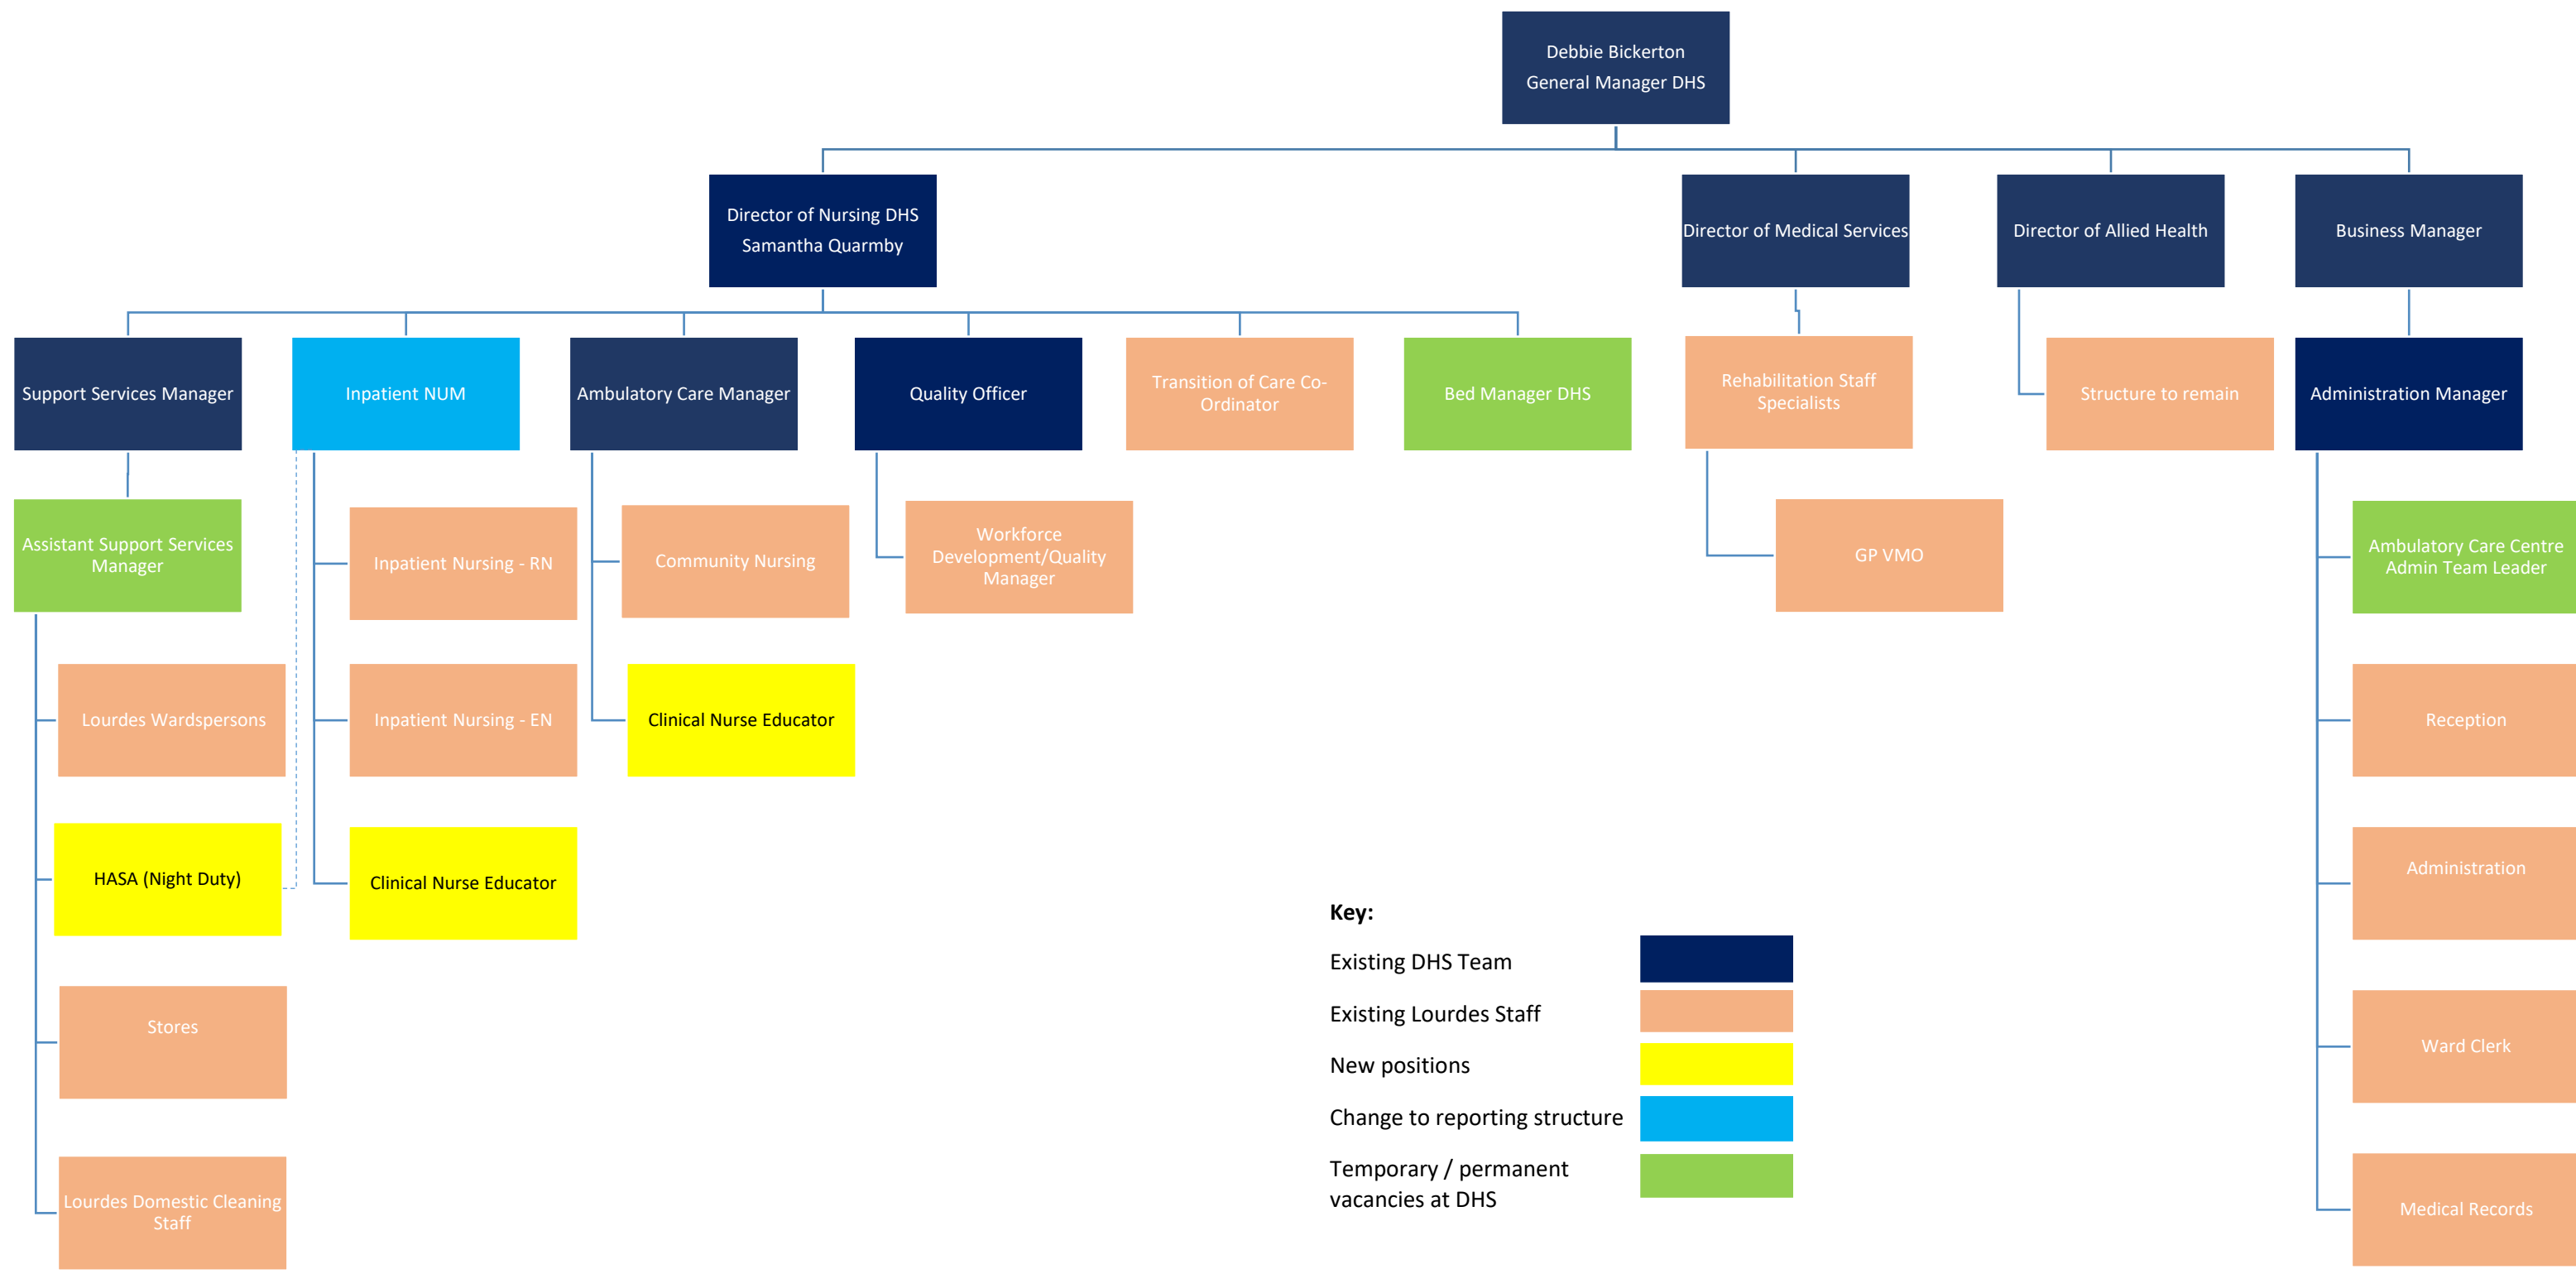 Debbie Bickerton
General Manager DHS
Director of Nursing DHS
Samantha Quarmby
Director of Medical Services
Director of Allied Health
Business Manager
Support Services Manager
Inpatient NUM
Ambulatory Care Manager
Quality Officer
Transition of Care Co-
Ordinator
Bed Manager DHS
Rehabilitation Staff
Specialists
Structure to remain
Administration Manager
Assistant Support Services
Manager
Inpatient Nursing - RN
Community Nursing
Workforce
Development/Quality
Manager
GP VMO
Ambulatory Care Centre
Admin Team Leader
Lourdes Wardspersons
Inpatient Nursing - EN
Clinical Nurse Educator
Reception
HASA (Night Duty)
Clinical Nurse Educator
Administration
Stores
Ward Clerk
Lourdes Domestic Cleaning
Staff
Medical Records
Key:
Existing DHS Team
Existing Lourdes Staff
New positions
Change to reporting structure
Temporary / permanent
vacancies at DHS